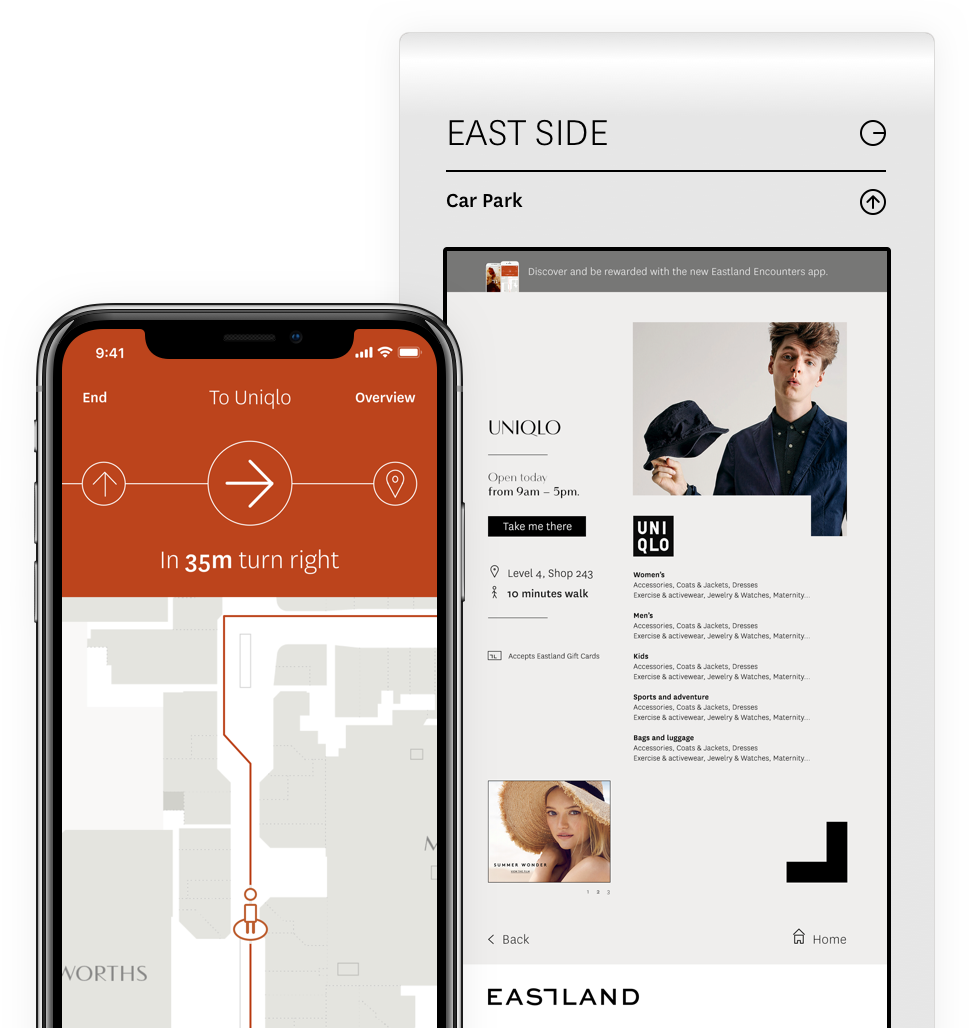 EAST SIDE
Car Park
Discover and be rewarded with the new Eastland Encounters app.
UNIQLO
Open today
from 9am – 5pm.
Take me there
Level 4, Shop 243
10 minutes walk
Accepts Eastland Gift Cards
UNI
QLO
Women's
Accessories, Coats & Jackets, Dresses
Exercise & activewear, Jewelry & Watches, Maternity...
Men's
Accessories, Coats & Jackets, Dresses
Exercise & activewear, Jewelry & Watches, Maternity...
Kids
Accessories, Coats & Jackets, Dresses
Exercise & activewear, Jewelry & Watches, Maternity...
Sports and adventure
Accessories, Coats & Jackets, Dresses
Exercise & activewear, Jewelry & Watches, Maternity...
Bags and luggage
Accessories, Coats & Jackets, Dresses
Exercise & activewear, Jewelry & Watches, Maternity...
SUMMER WONDER
1 2 3
Back
Home
EASTLAND
9:41
End
To Uniqlo
Overview
In 35m turn right
WORTHS